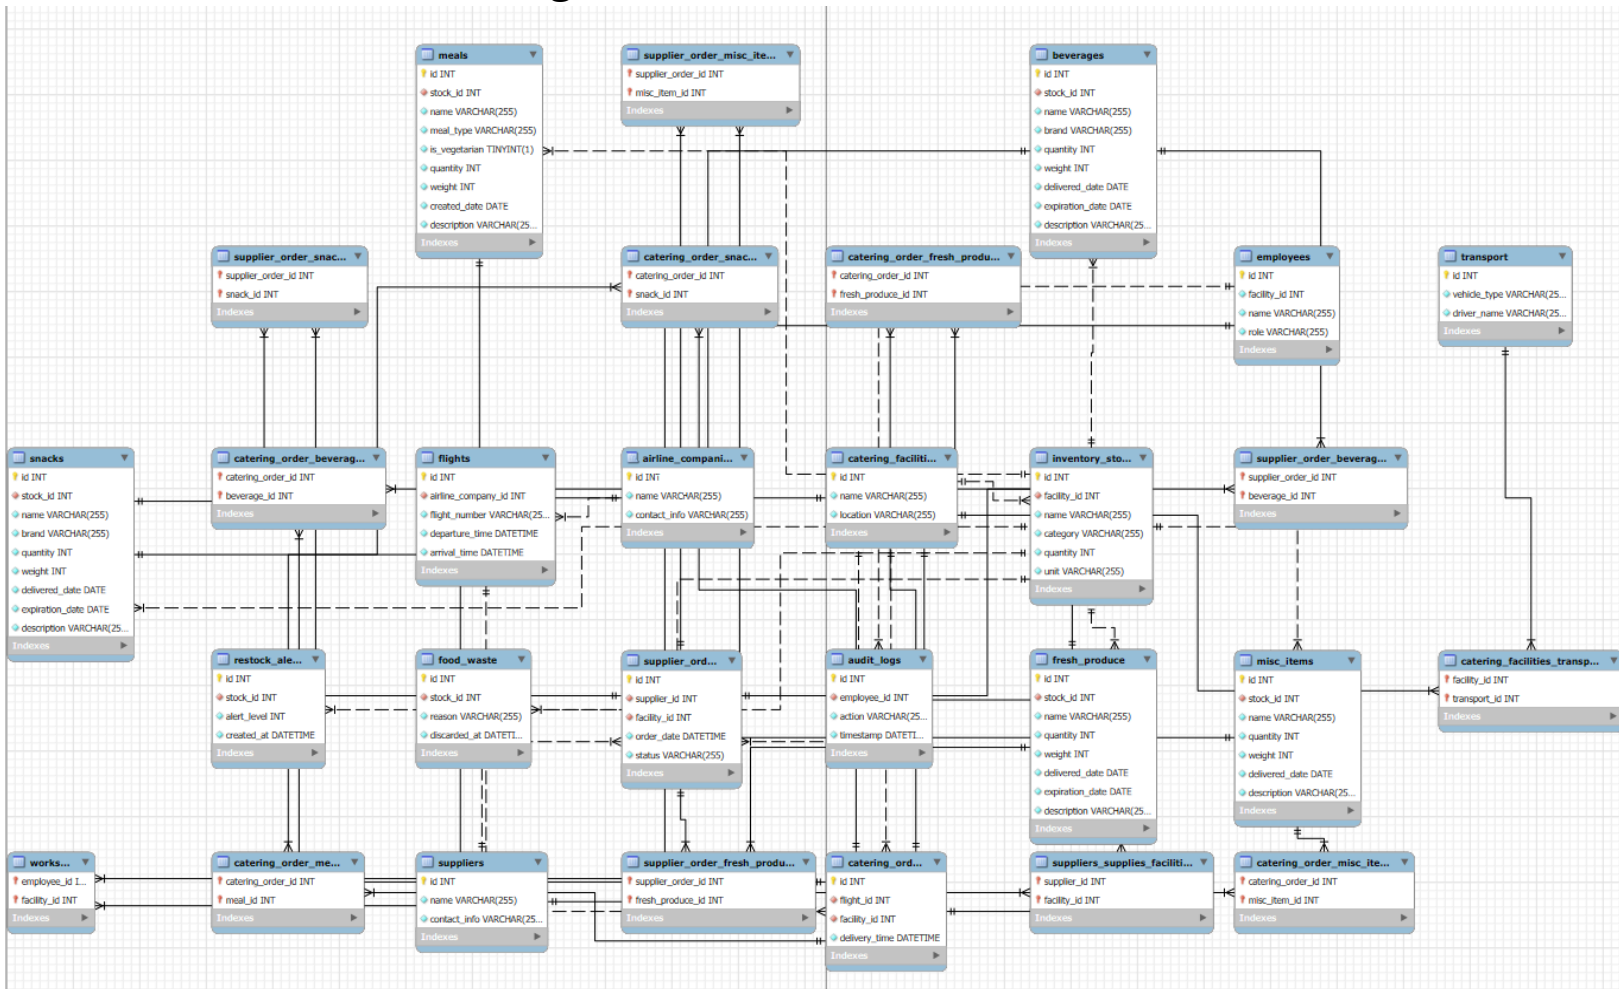 meals
id INT
stock_id INT
name VARCHAR(255)
meal_type VARCHAR(255)
is_vegetarian TINYINT(1)
quantity INT
weight INT
created_date DATE
description VARCHAR(25...
Indexes
supplier_order_misc_ite...
supplier_order_id INT
misc_item_id INT
Indexes
beverages
id INT
stock_id INT
name VARCHAR(255)
brand VARCHAR(255)
quantity INT
weight INT
delivered_date DATE
expiration_date DATE
description VARCHAR(25...
Indexes
supplier_order_snac...
supplier_order_id INT
snack_id INT
Indexes
catering_order_snac...
catering_order_id INT
snack_id INT
Indexes
catering_order_fresh_produ...
catering_order_id INT
fresh_produce_id INT
Indexes
employees
id INT
facility_id INT
name VARCHAR(255)
role VARCHAR(255)
Indexes
transport
id INT
vehicle_type VARCHAR(25...
driver_name VARCHAR(25...
Indexes
snacks
id INT
stock_id INT
name VARCHAR(255)
brand VARCHAR(255)
quantity INT
weight INT
delivered_date DATE
expiration_date DATE
description VARCHAR(25...
Indexes
catering_order_beverag...
catering_order_id INT
beverage_id INT
Indexes
flights
id INT
airline_company_id INT
flight_number VARCHAR(25...
departure_time DATETIME
arrival_time DATETIME
Indexes
airline_compani...
id INT
name VARCHAR(255)
contact_info VARCHAR(255)
Indexes
catering_faciliti...
id INT
name VARCHAR(255)
location VARCHAR(255)
Indexes
inventory_sto...
id INT
facility_id INT
name VARCHAR(255)
category VARCHAR(255)
quantity INT
unit VARCHAR(255)
Indexes
supplier_order_beverag...
supplier_order_id INT
beverage_id INT
Indexes
restock_ale...
id INT
stock_id INT
alert_level INT
created_at DATETIME
Indexes
food_waste
id INT
stock_id INT
reason VARCHAR(255)
discarded_at DATETI...
Indexes
supplier_ord...
id INT
supplier_id INT
facility_id INT
order_date DATETIME
status VARCHAR(255)
Indexes
audit_logs
id INT
employee_id INT
action VARCHAR(25...
timestamp DATETI...
Indexes
fresh_produce
id INT
stock_id INT
name VARCHAR(255)
quantity INT
weight INT
delivered_date DATE
expiration_date DATE
description VARCHAR(25...
Indexes
misc_items
id INT
stock_id INT
name VARCHAR(255)
quantity INT
weight INT
delivered_date DATE
description VARCHAR(25...
Indexes
catering_facilities_transp...
facility_id INT
transport_id INT
Indexes
works...
employee_id I...
facility_id INT
Indexes
catering_order_me...
catering_order_id INT
meal_id INT
Indexes
suppliers
id INT
name VARCHAR(255)
contact_info VARCHAR(25...
Indexes
supplier_order_fresh_produ...
supplier_order_id INT
fresh_produce_id INT
Indexes
catering_ord...
id INT
flight_id INT
facility_id INT
delivery_time DATETIME
Indexes
suppliers_supplies_faciliti...
supplier_id INT
facility_id INT
Indexes
catering_order_misc_ite...
catering_order_id INT
misc_item_id INT
Indexes